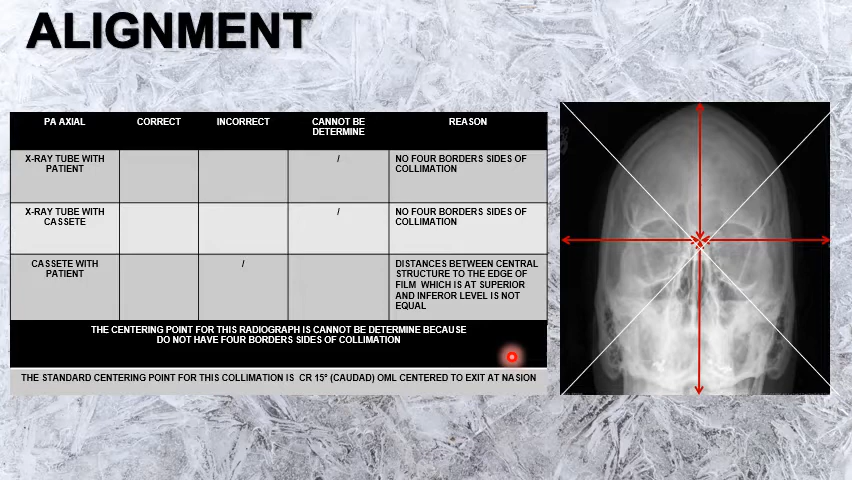 ALIGNMENT
PA AXIAL CORRECT INCORRECT CANNOT BE DETERMINE REASON
X-RAY TUBE WITH PATIENT / NO FOUR BORDERS SIDES OF COLLIMATION
X-RAY TUBE WITH CASSETE / NO FOUR BORDERS SIDES OF COLLIMATION
CASSETE WITH PATIENT / DISTANCES BETWEEN CENTRAL STRUCTURE TO THE EDGE OF FILM WHICH IS AT SUPERIOR AND INFEROR LEVEL IS NOT EQUAL
THE CENTERING POINT FOR THIS RADIOGRAPH IS CANNOT BE DETERMINE BECAUSE
DO NOT HAVE FOUR BORDERS SIDES OF COLLIMATION
THE STANDARD CENTERING POINT FOR THIS COLLIMATION IS CR 15° (CAUDAD) OML CENTERED TO EXIT AT NASION